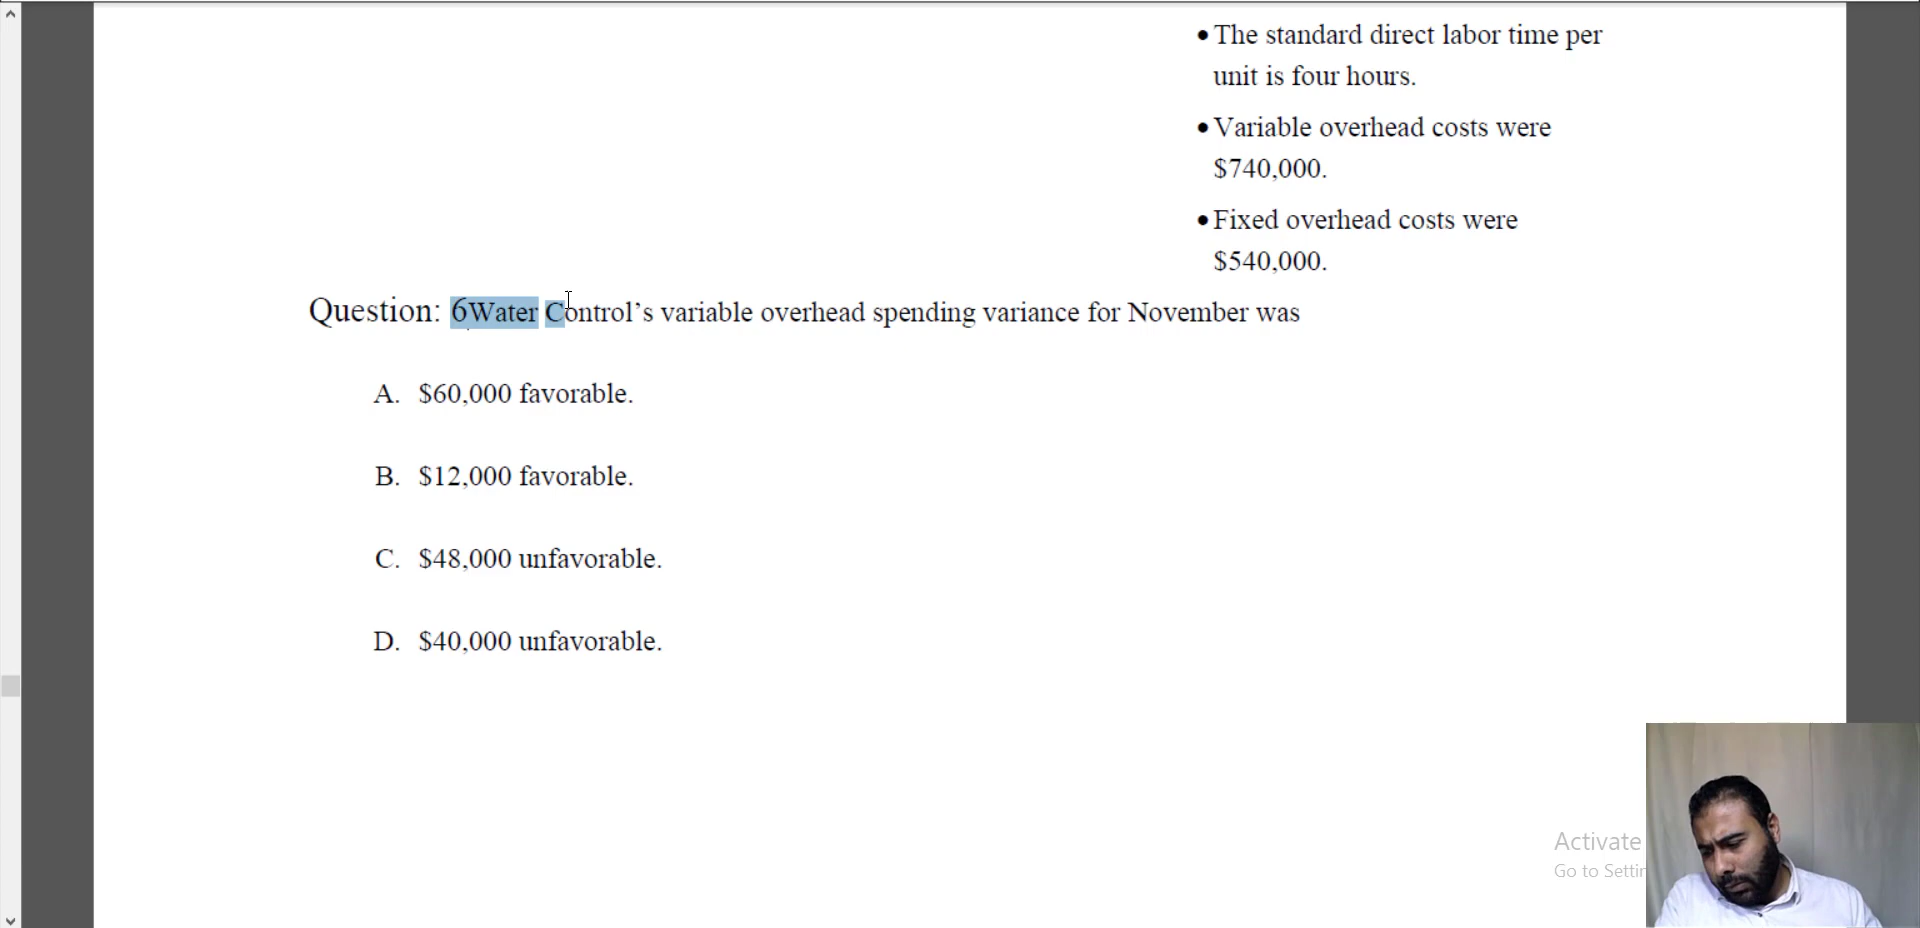 • The standard direct labor time per
unit is four hours.
• Variable overhead costs were
$740,000.
• Fixed overhead costs were
$540,000.
Question: 6Water Control’s variable overhead spending variance for November was
A. $60,000 favorable.
B. $12,000 favorable.
C. $48,000 unfavorable.
D. $40,000 unfavorable.
Activate
Go to Settin